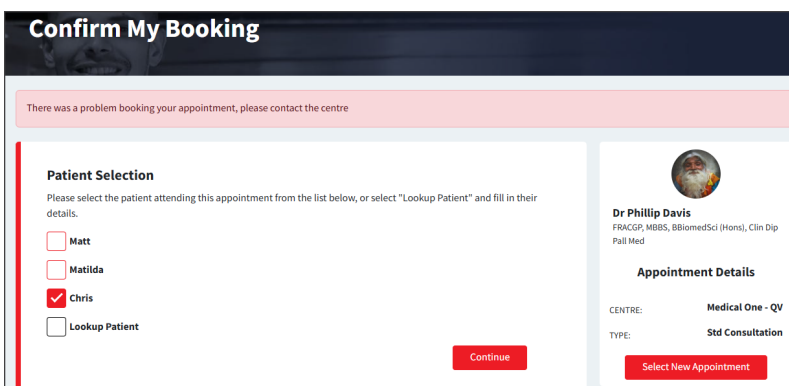 Confirm My Booking
There was a problem booking your appointment, please contact the centre
Patient Selection
Please select the patient attending this appointment from the list below, or select "Lookup Patient" and fill in their
details.
Matt
Matilda
Chris
Lookup Patient
Continue
Dr Phillip Davis
FRACGP, MBBS, BBiomedSci (Hons), Clin Dip
Pall Med
Appointment Details
CENTRE: Medical One - QV
TYPE: Std Consultation
Select New Appointment